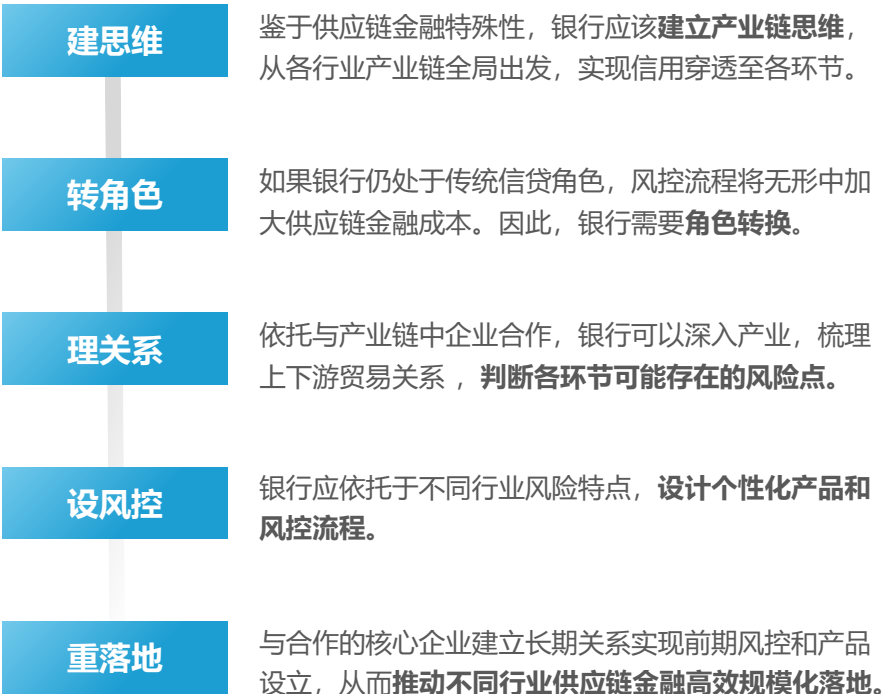 建思维
鉴于供应链金融特殊性，银行应该建立产业链思维，
从各行业产业链全局出发，实现信用穿透至各环节。
转角色
如果银行仍处于传统信贷角色，风控流程将无形中加
大供应链金融成本。因此，银行需要角色转换。
理关系
依托与产业链中企业合作，银行可以深入产业，梳理
上下游贸易关系 ，判断各环节可能存在的风险点。
设风控
银行应依托于不同行业风险特点，设计个性化产品和
风控流程。
重落地
与合作的核心企业建立长期关系实现前期风控和产品
设立，从而推动不同行业供应链金融高效规模化落地。